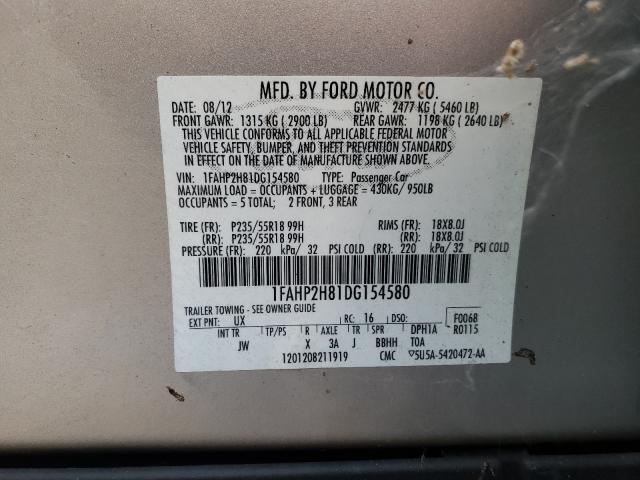 MFD. BY FORD MOTOR CO.
DATE: 08/12 GVWR: 2477 KG ( 5460 LB)
FRONT GAWR: 1315 KG ( 2900 LB) REAR GAWR: 1198 KG ( 2640 LB)
THIS VEHICLE CONFORMS TO ALL APPLICABLE FEDERAL MOTOR
VEHICLE SAFETY, BUMPER, AND THEFT PREVENTION STANDARDS
IN EFFECT ON THE DATE OF MANUFACTURE SHOWN ABOVE.
VIN: 1FAHP2H81DG154580 TYPE: Passenger Car
MAXIMUM LOAD = OCCUPANTS + LUGGAGE = 430KG/ 950LB
OCCUPANTS = 5 TOTAL; 2 FRONT, 3 REAR
TIRE (FR): P235/55R18 99H RIMS (FR): 18X8.0J
(RR): P235/55R18 99H (RR): 18X8.0J
PRESSURE (FR): 220 kPa/ 32 PSI COLD (RR): 220 kPa/ 32 PSI COLD
1FAHP2H81DG154580
TRAILER TOWING - SEE OWNER GUIDE
EXT PNT: UX RC: 16 DSO: F0068
INT TR TP/PS R AXLE TR SPR DPH1A R0115
JW X 3A J BBHH TOA
1201208211919 CMC ▽5U5A-5420472-AA